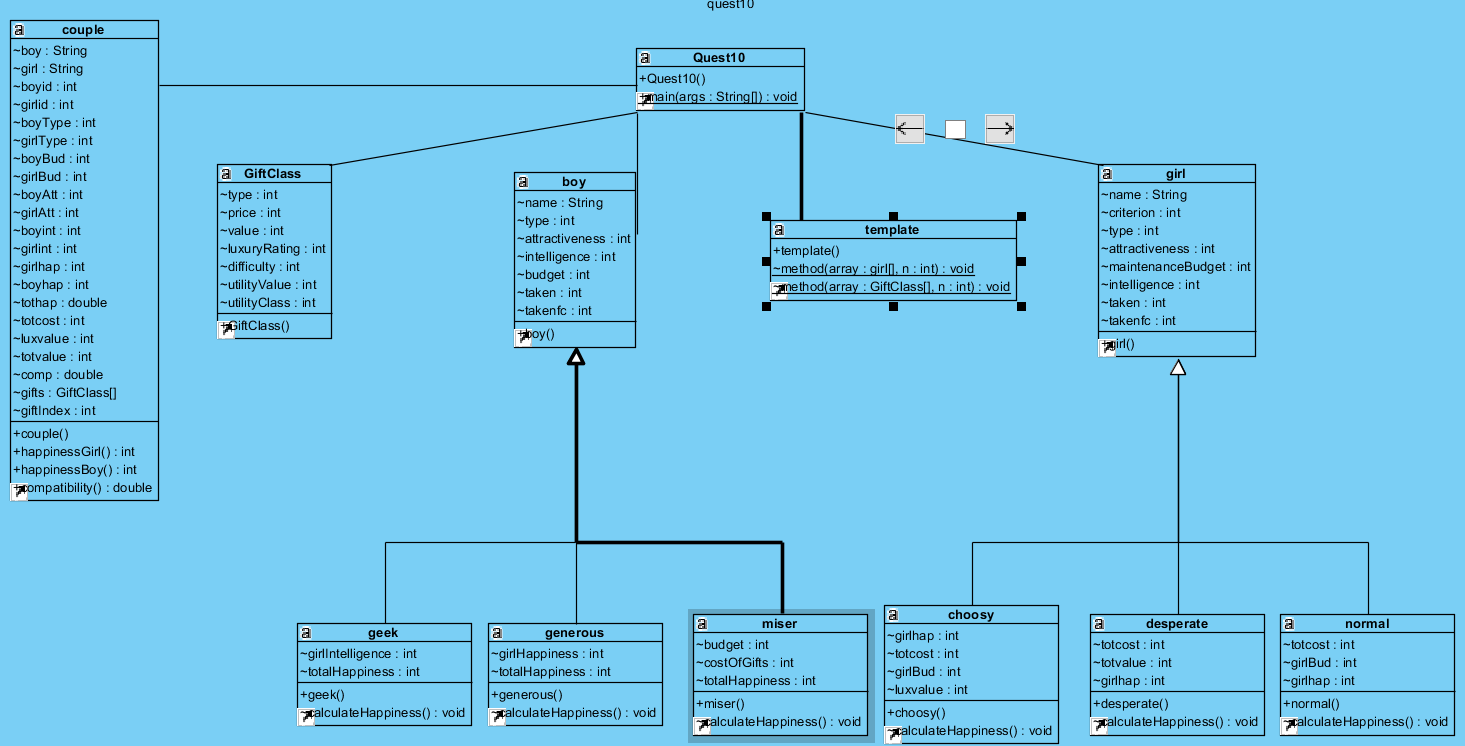 quest10
couple
~boy : String
~girl : String
~boyid : int
~girlid : int
~boyType : int
~girlType : int
~boyBud : int
~girlBud : int
~boyAtt : int
~girlAtt : int
~boyint : int
~girlint : int
~girlhap : int
~boyhap : int
~tothap : double
~totcost : int
~luxvalue : int
~totvalue : int
~comp : double
~gifts : GiftClass[]
~giftIndex : int
+couple()
+happinessGirl() : int
+happinessBoy() : int
+compatibility() : double
Quest10
+Quest10()
+main(args : String[]) : void
GiftClass
~type : int
~price : int
~value : int
~luxuryRating : int
~difficulty : int
~utilityValue : int
~utilityClass : int
+GiftClass()
boy
~name : String
~type : int
~attractiveness : int
~intelligence : int
~budget : int
~taken : int
~takenfc : int
+boy()
template
+template()
~method(array : girl[], n : int) : void
~method(array : GiftClass[], n : int) : void
girl
~name : String
~criterion : int
~type : int
~attractiveness : int
~maintenanceBudget : int
~intelligence : int
~taken : int
~takenfc : int
+girl()
geek
~girlIntelligence : int
~totalHappiness : int
+geek()
~calculateHappiness() : void
generous
~girlHappiness : int
~totalHappiness : int
+generous()
~calculateHappiness() : void
miser
~budget : int
~costOfGifts : int
~totalHappiness : int
+miser()
~calculateHappiness() : void
choosy
~girlhap : int
~totcost : int
~girlBud : int
~luxvalue : int
+choosy()
~calculateHappiness() : void
desperate
~totcost : int
~totvalue : int
~girlhap : int
+desperate()
~calculateHappiness() : void
normal
~totcost : int
~girlBud : int
~girlhap : int
+normal()
~calculateHappiness() : void